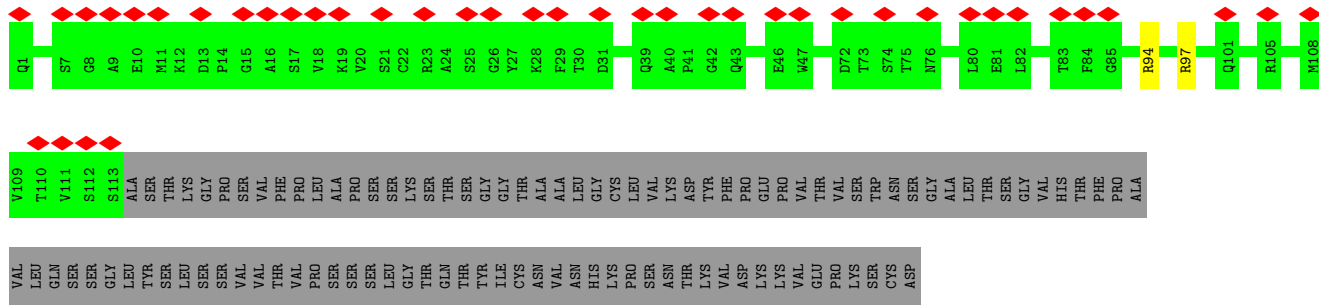 Q1 S7 G8 A9 E10 M11 K12 D13 P14 G15 A16 S17 V18 K19 V20 S21 C22 R23 A24 S25 G26 Y27 K28 F29 T30 D31 Q39 A40 P41 G42 Q43 E46 W47 D72 T73 S74 T75 N76 L80 E81 L82 T83 F84 G85 R94 R97 Q101 R105 M108
V109 T110 V111 S112 S113 ALA SER THR LYS GLY PRO SER VAL PHE PRO LEU ALA PRO SER SER LYS SER THR SER GLY GLY THR ALA ALA LEU GLY CYS LEU VAL LYS ASP TYR PHE PRO GLU PRO VAL THR VAL SER TRP ASN SER GLY ALA LEU THR SER GLY VAL HIS THR PHE PRO ALA
VAL LEU GLN SER SER GLY LEU TYR SER LEU SER SER VAL VAL THR VAL PRO SER SER SER LEU GLY THR GLN THR TYR ILE CYS ASN VAL ASN HIS LYS PRO SER ASN THR LYS VAL ASP LYS LYS VAL GLU PRO LYS SER CYS ASP